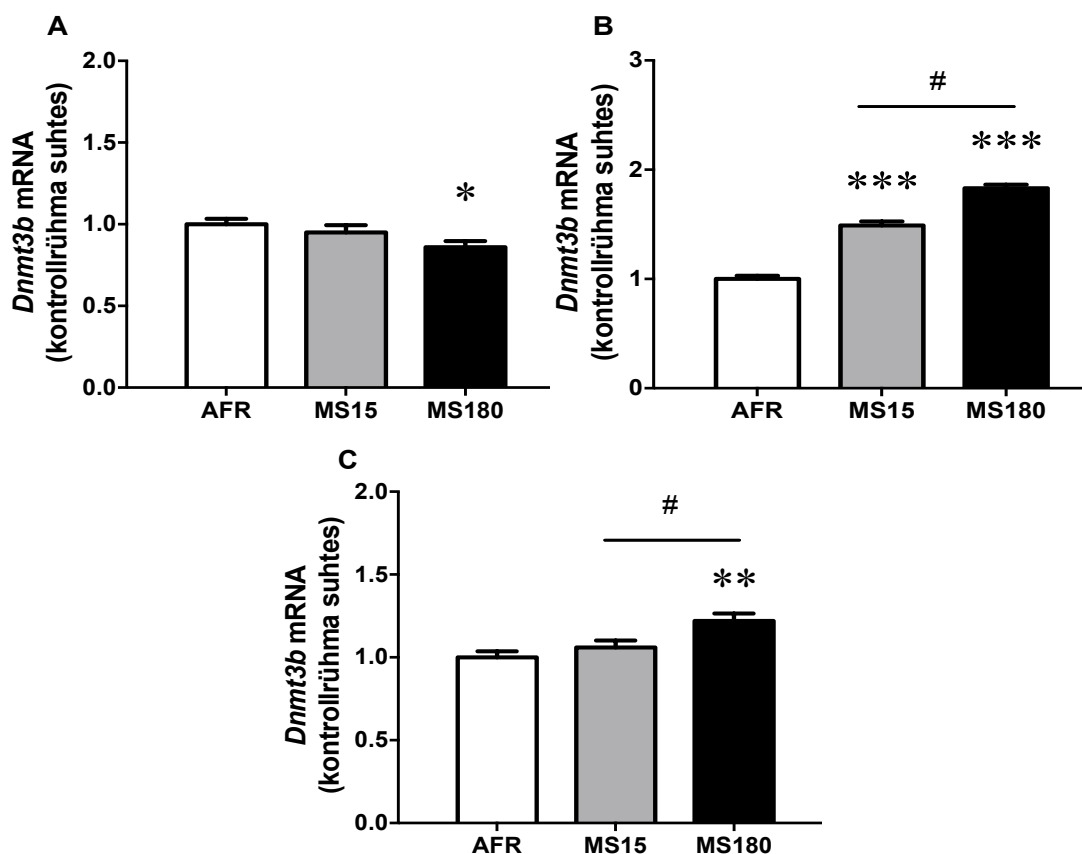 A
Dnmt3b mRNA
(kontrollrühma suhtes)
2.0
1.5
1.0
0.5
0.0
*
AFR
MS15
MS180
B
Dnmt3b mRNA
(kontrollrühma suhtes)
3
2
1
0
#
***
***
AFR
MS15
MS180
C
Dnmt3b mRNA
(kontrollrühma suhtes)
2.0
1.5
1.0
0.5
0.0
#
**
AFR
MS15
MS180